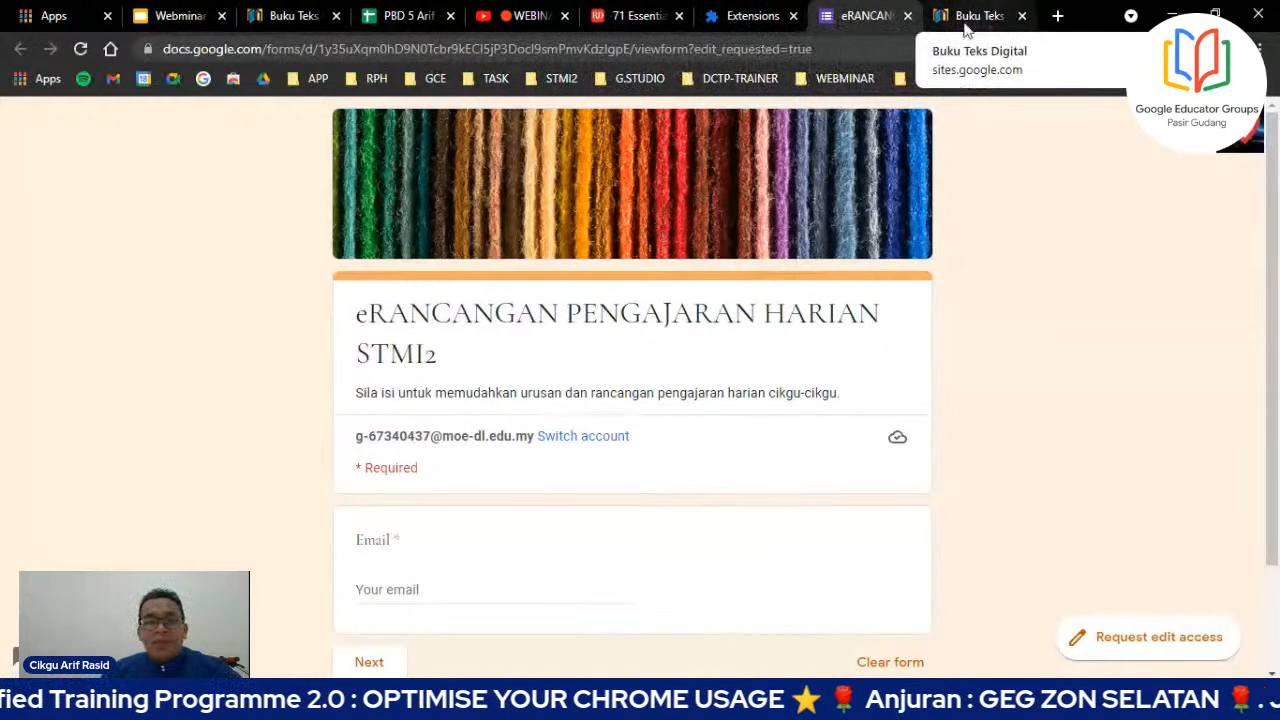 Apps
Webminar
Buku Teks
PBD 5 Arif
WEBIN
71 Essentia
Extensions
eRANCAN
Buku Teks
docs.google.com/forms/d/1y35uXqm0hD9N0Tcbr9kECI5jP3DocI9smPmvKdzIgpE/viewform?edit_requested=true
Buku Teks Digital
sites.google.com
Apps
APP
RPH
GCE
TASK
STMI2
G.STUDIO
DCTP-TRAINER
WEBMINAR
Google Educator Groups
Pasir Gudang
eRANCANGAN PENGAJARAN HARIAN
STMI2
Sila isi untuk memudahkan urusan dan rancangan pengajaran harian cikgu-cikgu.
g-67340437@moe-dl.edu.my Switch account
* Required
Email *
Your email
Next
Clear form
Request edit access
Cikgu Arif Rasid
fied Training Programme 2.0 : OPTIMISE YOUR CHROME USAGE ⭐🌹 Anjuran : GEG ZON SELATAN 🌹. J